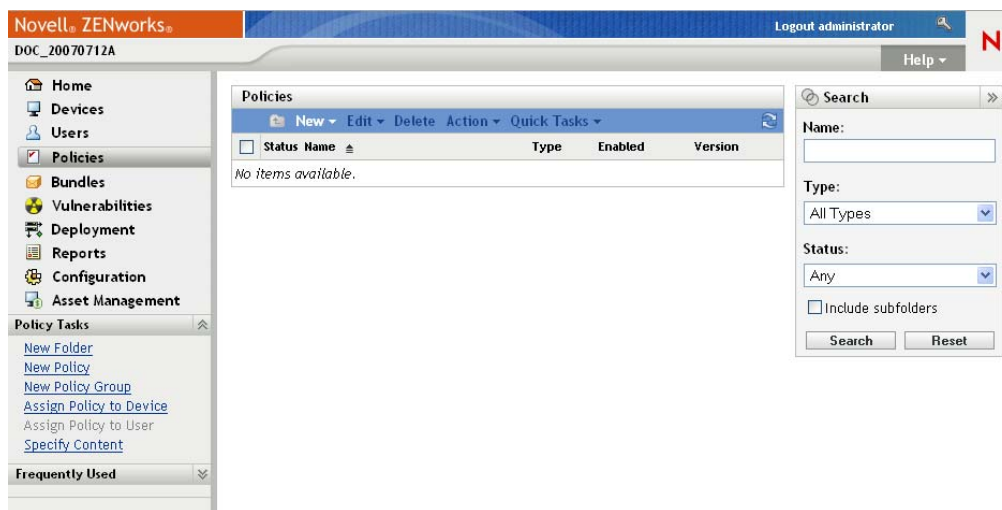 Novell® ZENworks®
Logout administrator
N
DOC_20070712A
Help
Home
Devices
Users
Policies
Bundles
Vulnerabilities
Deployment
Reports
Configuration
Asset Management
Policy Tasks
New Folder
New Policy
New Policy Group
Assign Policy to Device
Assign Policy to User
Specify Content
Frequently Used
Policies
New Edit Delete Action Quick Tasks
Status Name Type Enabled Version
No items available.
Search
Name:
Type:
All Types
Status:
Any
Include subfolders
Search Reset